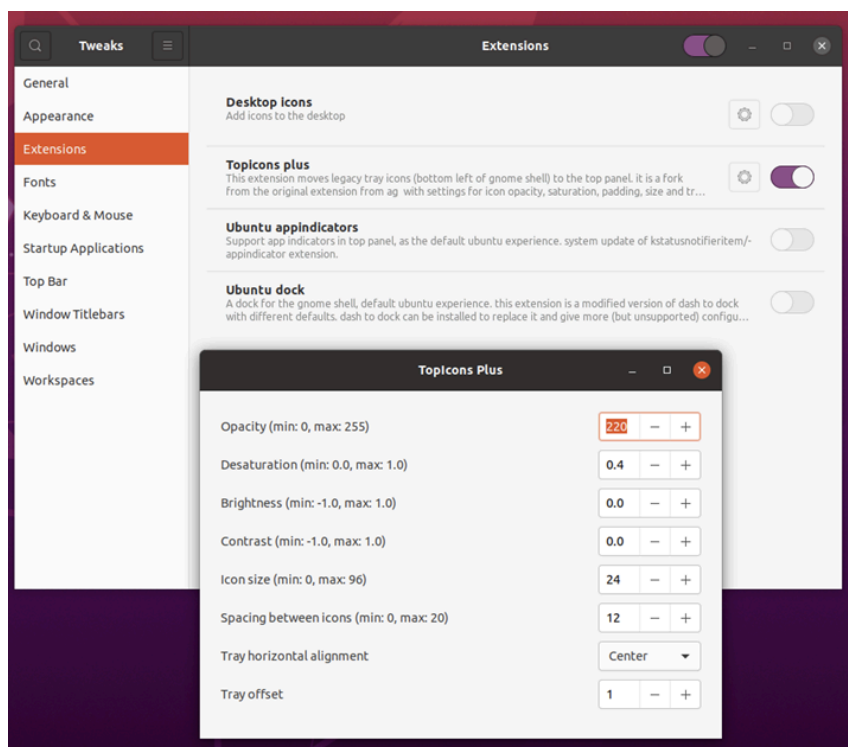 Tweaks
Extensions
General
Appearance
Extensions
Fonts
Keyboard & Mouse
Startup Applications
Top Bar
Window Titlebars
Windows
Workspaces
Desktop icons
Add icons to the desktop
Topicons plus
This extension moves legacy tray icons (bottom left of gnome shell) to the top panel. it is a fork
from the original extension from ag with settings for icon opacity, saturation, padding, size and tr...
Ubuntu appindicators
Support app indicators in top panel, as the default ubuntu experience. system update of kstatusnotifieritem/-
appindicator extension.
Ubuntu dock
A dock for the gnome shell, default ubuntu experience. this extension is a modified version of dash to dock
with different defaults. dash to dock can be installed to replace it and give more (but unsupported) configu...
TopIcons Plus
Opacity (min: 0, max: 255) 220 − +
Desaturation (min: 0.0, max: 1.0) 0.4 − +
Brightness (min: -1.0, max: 1.0) 0.0 − +
Contrast (min: -1.0, max: 1.0) 0.0 − +
Icon size (min: 0, max: 96) 24 − +
Spacing between icons (min: 0, max: 20) 12 − +
Tray horizontal alignment Center
Tray offset 1 − +